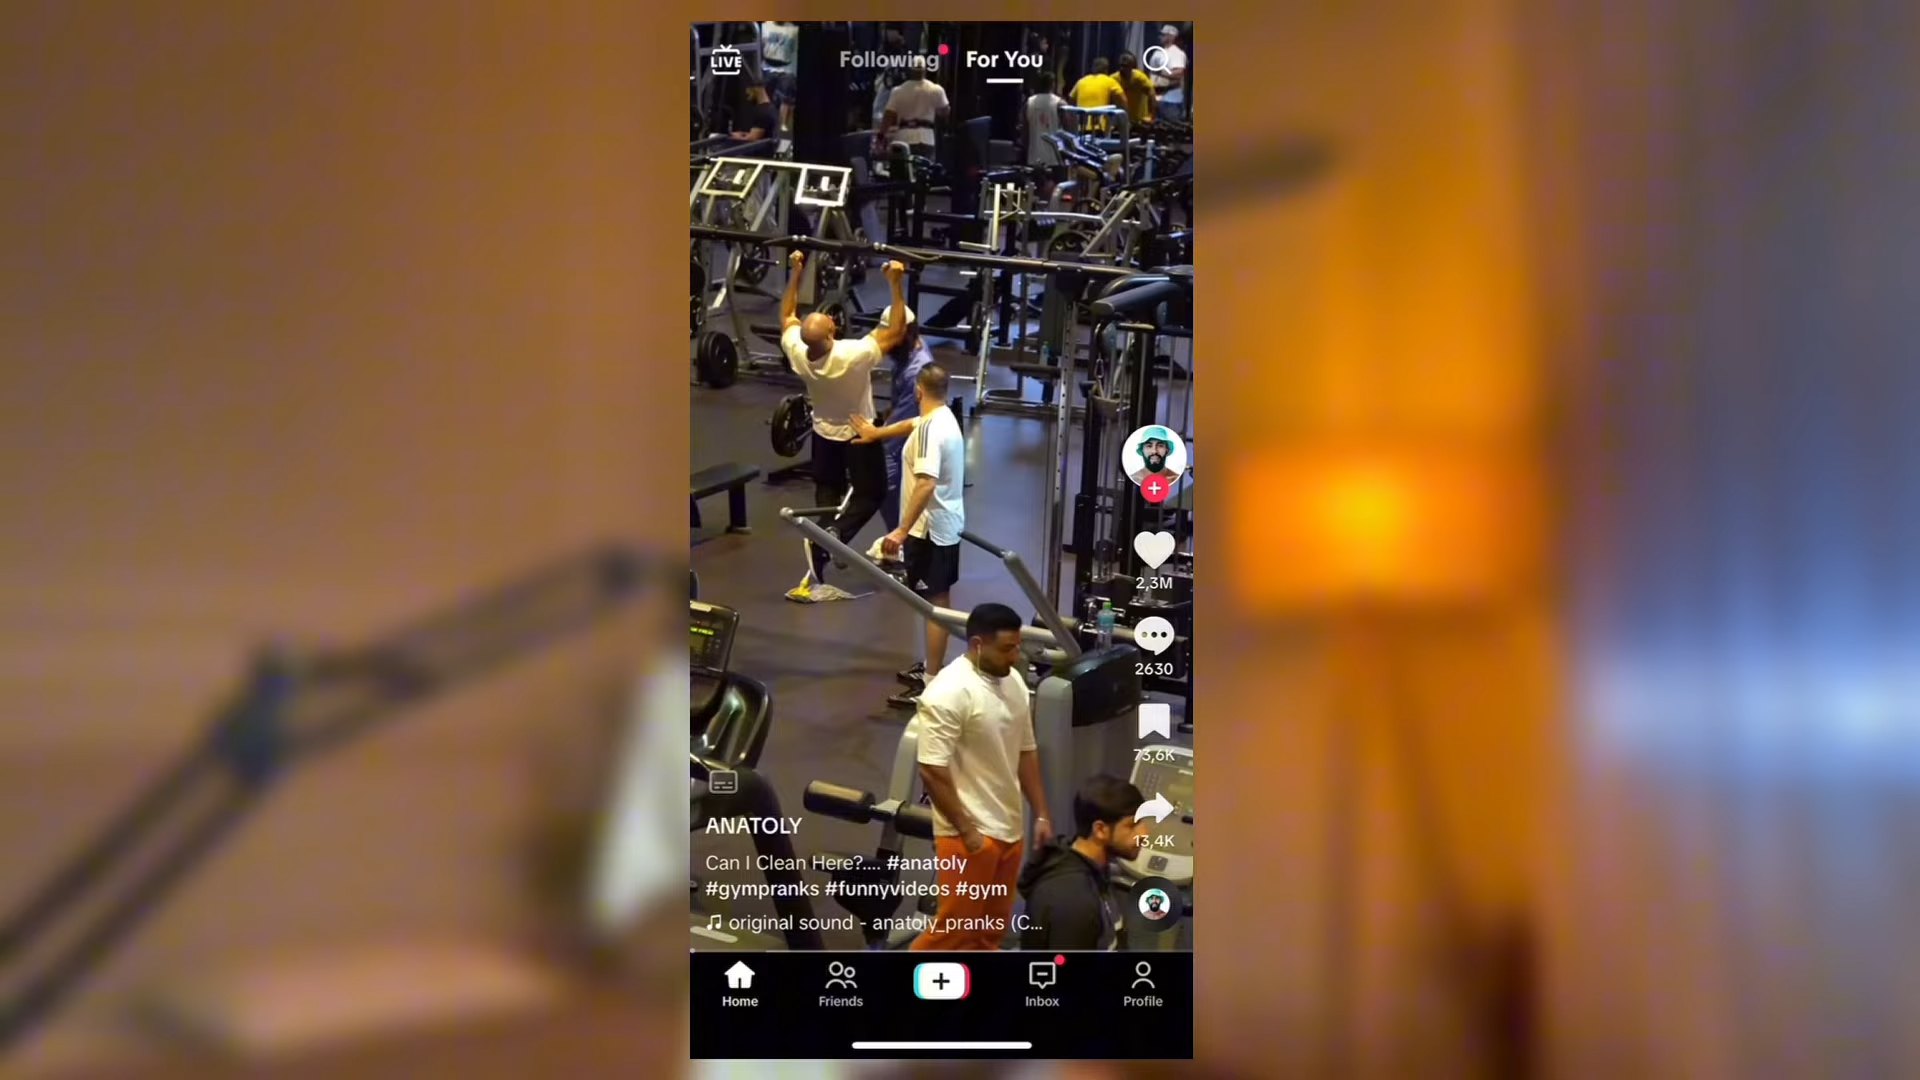 LIVE
Following
For You
2,3M
2630
73,6K
13,4K
ANATOLY
Can I Clean Here?.... #anatoly
#gympranks #funnyvideos #gym
original sound - anatoly_pranks (C...
Home
Friends
Inbox
Profile